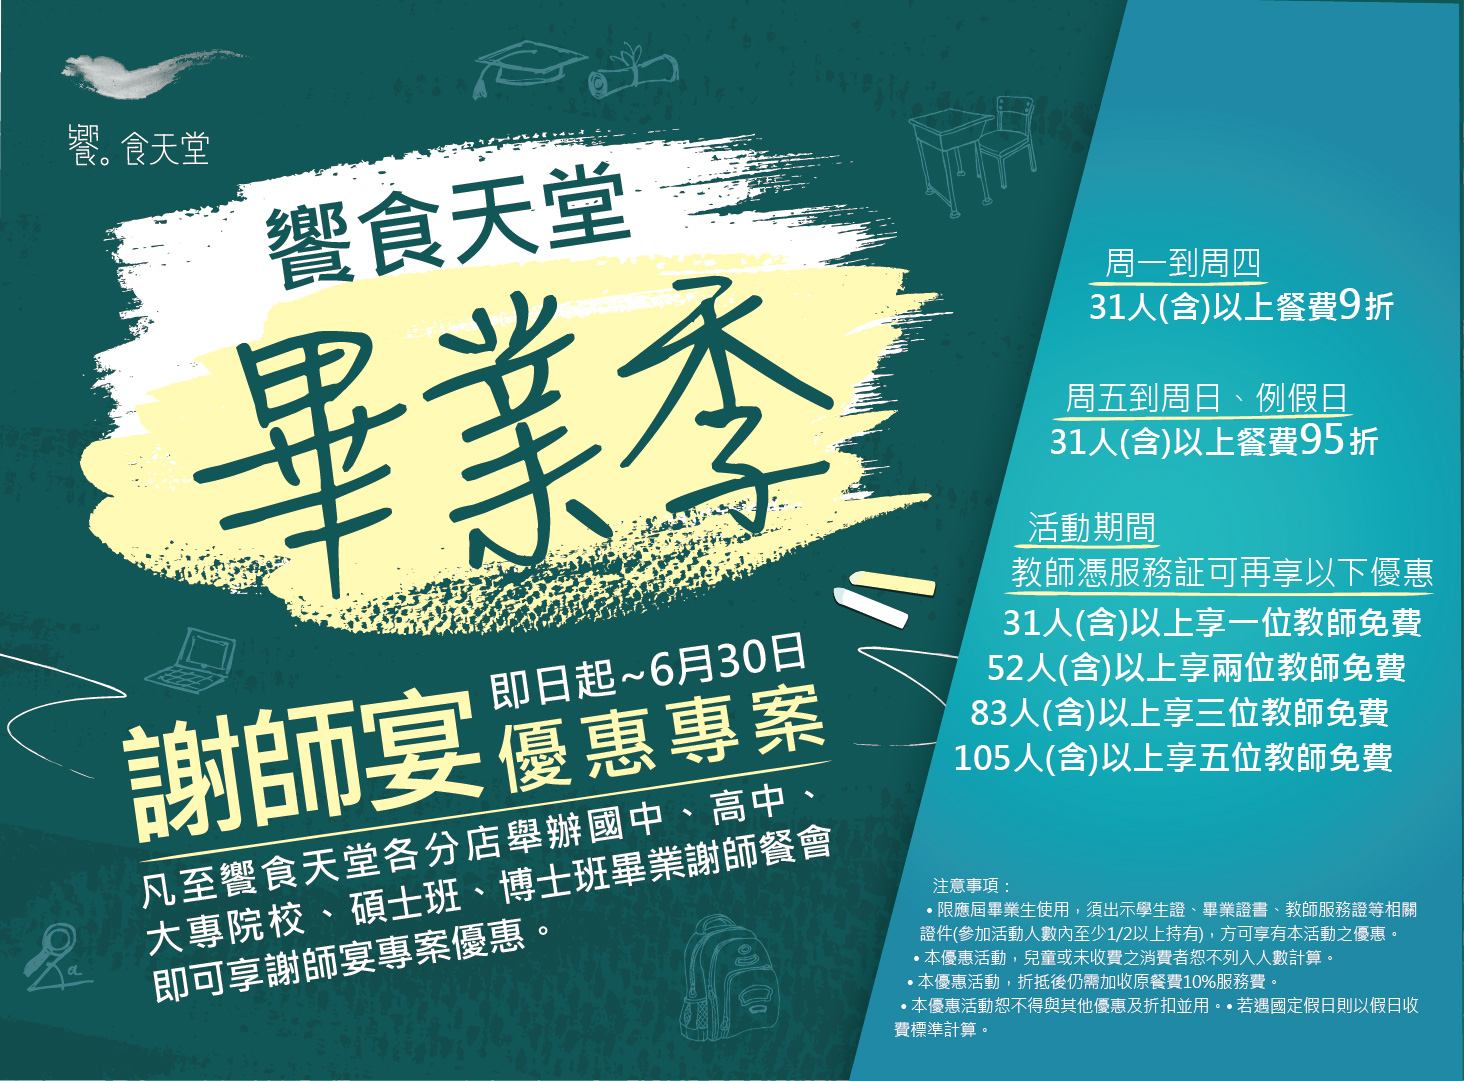 饗。食天堂
饗食天堂
畢業季
即日起~6月30日
謝師宴優惠專案
凡至饗食天堂各分店舉辦國中、高中、
大專院校、碩士班、博士班畢業謝師餐會
即可享謝師宴專案優惠。
周一到周四
31人(含)以上餐費9折
周五到周日、例假日
31人(含)以上餐費95折
活動期間
教師憑服務証可再享以下優惠
31人(含)以上享一位教師免費
52人(含)以上享兩位教師免費
83人(含)以上享三位教師免費
105人(含)以上享五位教師免費
注意事項：
•限應屆畢業生使用，須出示學生證、畢業證書、教師服務證等相關
證件(參加活動人數內至少1/2以上持有)，方可享有本活動之優惠。
•本優惠活動，兒童或未收費之消費者恕不列入人數計算。
•本優惠活動，折抵後仍需加收原餐費10%服務費。
•本優惠活動恕不得與其他優惠及折扣並用。•若遇國定假日則以假日收
費標準計算。